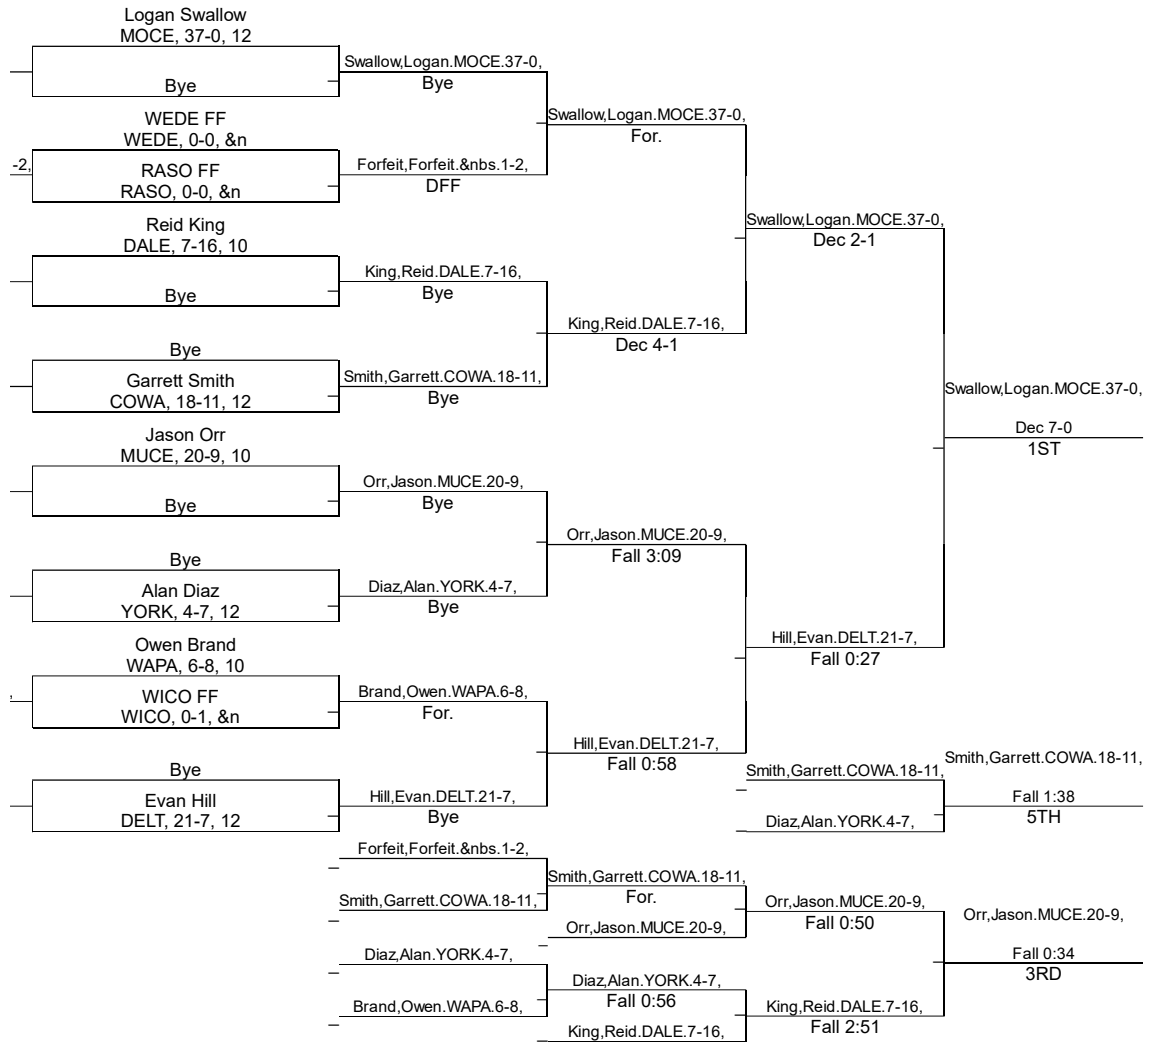 Logan Swallow
MOCE, 37-0, 12
Bye
Swallow,Logan.MOCE.37-0,
Bye
WEDE FF
WEDE, 0-0, &n
-2,
RASO FF
RASO, 0-0, &n
Forfeit,Forfeit.&nbs.1-2,
DFF
Swallow,Logan.MOCE.37-0,
For.
Reid King
DALE, 7-16, 10
Bye
King,Reid.DALE.7-16,
Bye
Bye
Garrett Smith
COWA, 18-11, 12
Smith,Garrett.COWA.18-11,
Bye
King,Reid.DALE.7-16,
Dec 4-1
Swallow,Logan.MOCE.37-0,
Dec 2-1
Jason Orr
MUCE, 20-9, 10
Bye
Orr,Jason.MUCE.20-9,
Bye
Bye
Alan Diaz
YORK, 4-7, 12
Diaz,Alan.YORK.4-7,
Bye
Orr,Jason.MUCE.20-9,
Fall 3:09
Owen Brand
WAPA, 6-8, 10
,
WICO FF
WICO, 0-1, &n
Brand,Owen.WAPA.6-8,
For.
Bye
Evan Hill
DELT, 21-7, 12
Hill,Evan.DELT.21-7,
Bye
Hill,Evan.DELT.21-7,
Fall 0:58
Hill,Evan.DELT.21-7,
Fall 0:27
Swallow,Logan.MOCE.37-0,
Dec 7-0
1ST
Smith,Garrett.COWA.18-11,
Diaz,Alan.YORK.4-7,
Smith,Garrett.COWA.18-11,
Fall 1:38
5TH
Forfeit,Forfeit.&nbs.1-2,
Smith,Garrett.COWA.18-11,
Smith,Garrett.COWA.18-11,
For.
Orr,Jason.MUCE.20-9,
Orr,Jason.MUCE.20-9,
Fall 0:50
Diaz,Alan.YORK.4-7,
Brand,Owen.WAPA.6-8,
Diaz,Alan.YORK.4-7,
Fall 0:56
King,Reid.DALE.7-16,
King,Reid.DALE.7-16,
Fall 2:51
Orr,Jason.MUCE.20-9,
Fall 0:34
3RD